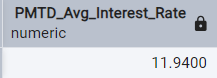 PMTD_Avg_Interest_Rate
numeric
11.9400